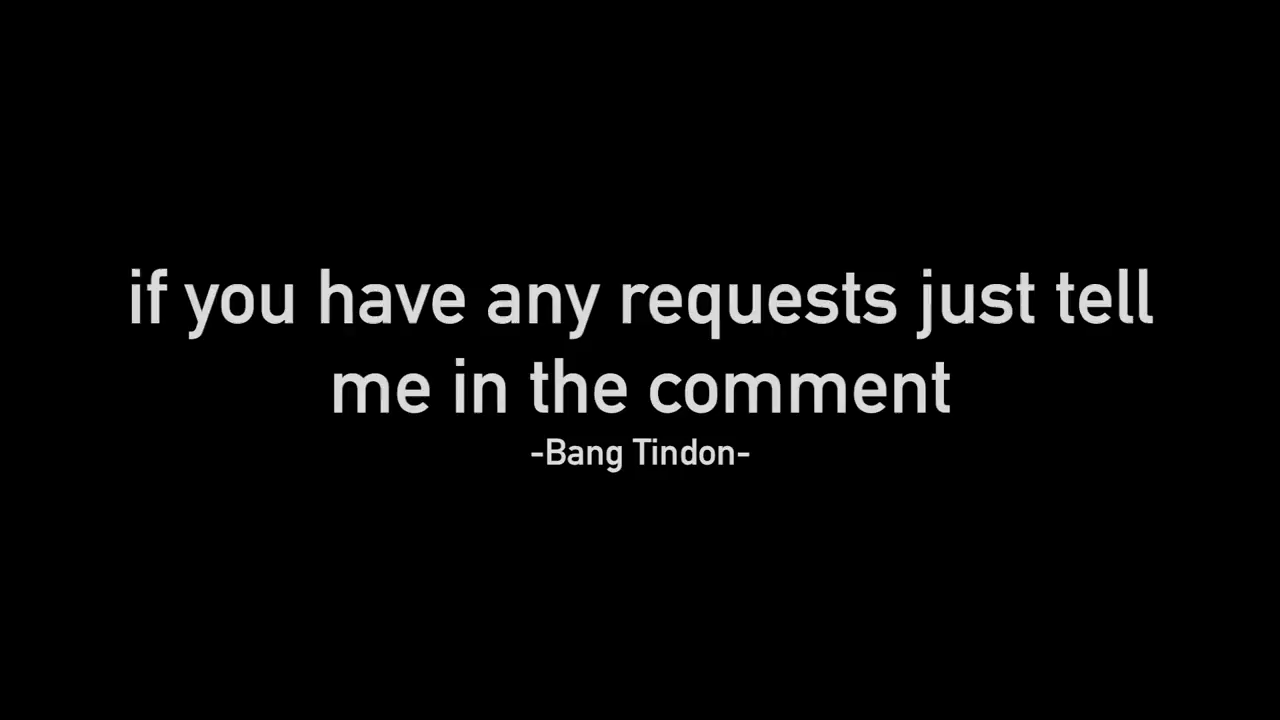 if you have any requests just tell
me in the comment
-Bang Tindon-